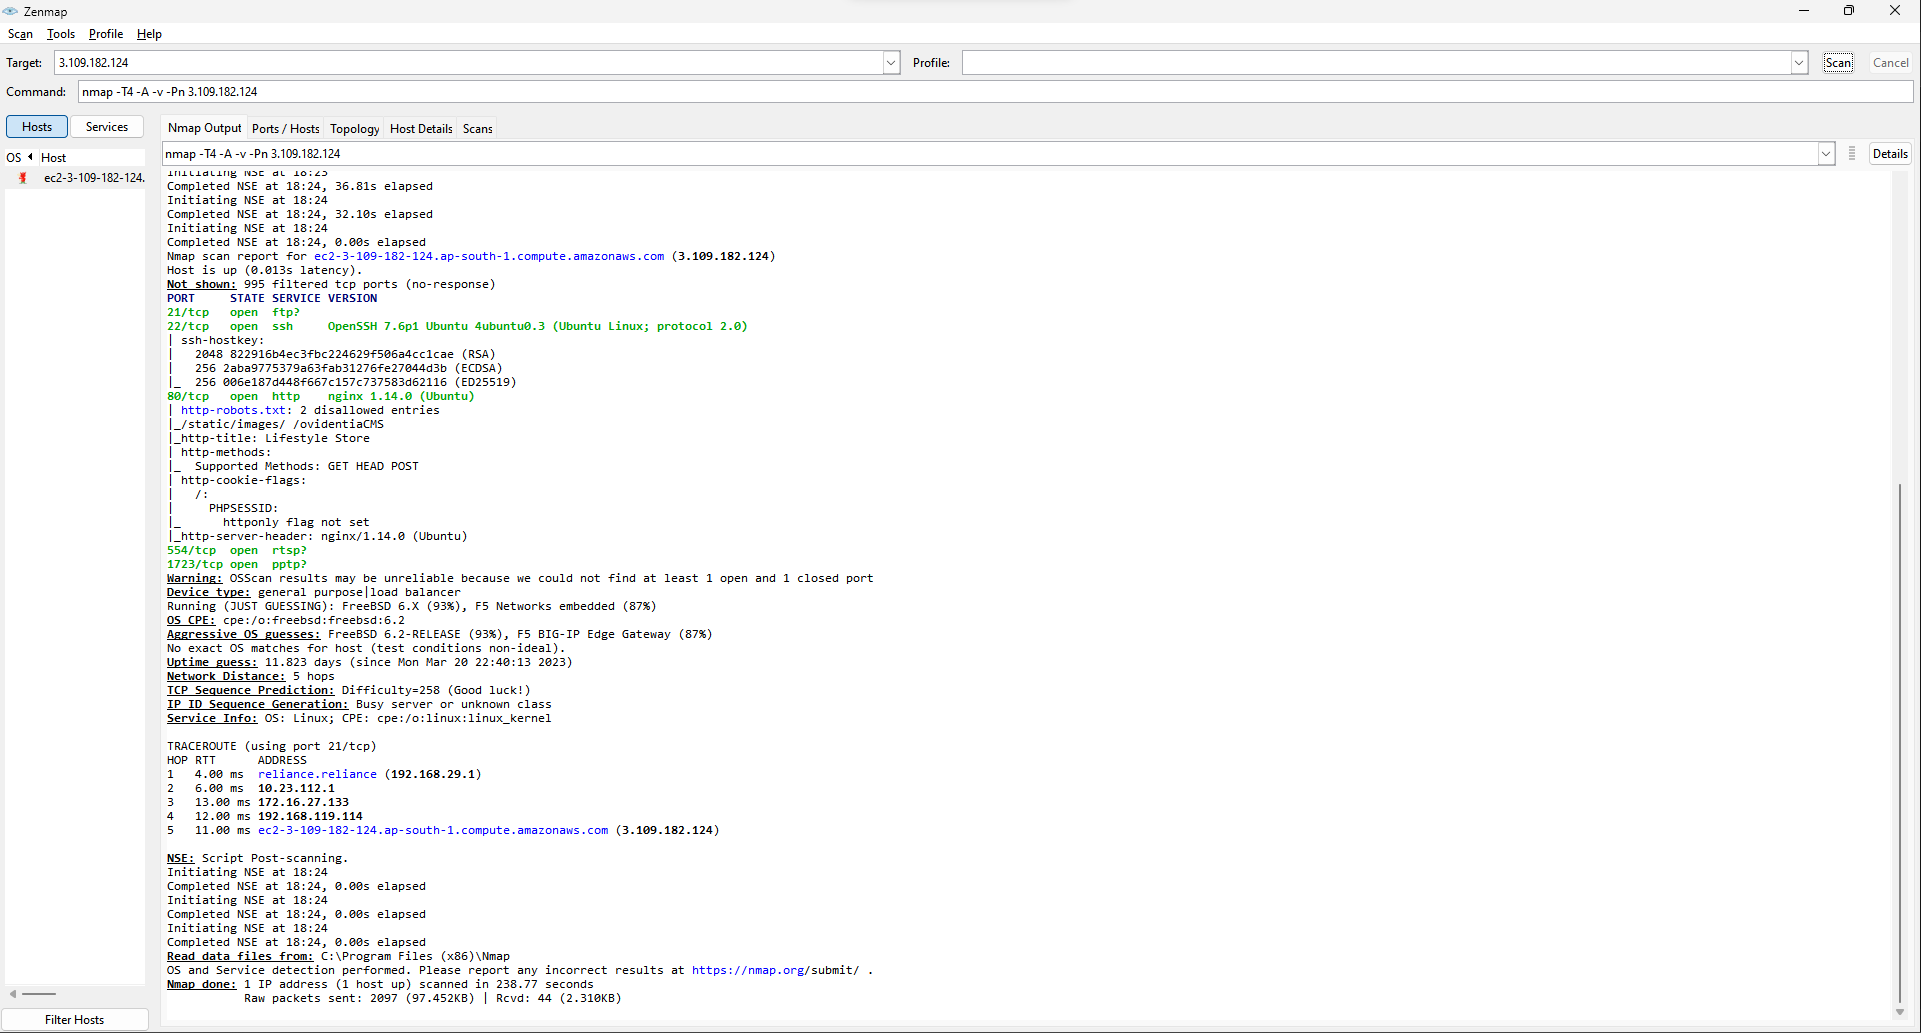 Zenmap
Scan Tools Profile Help
Target: 3.109.182.124 Profile: Scan Cancel
Command: nmap -T4 -A -v -Pn 3.109.182.124
Hosts Services
Nmap Output Ports / Hosts Topology Host Details Scans
OS Host
nmap -T4 -A -v -Pn 3.109.182.124 Details
ec2-3-109-182-124.
Initiating NSE at 18:23
Completed NSE at 18:24, 36.81s elapsed
Initiating NSE at 18:24
Completed NSE at 18:24, 32.10s elapsed
Initiating NSE at 18:24
Completed NSE at 18:24, 0.00s elapsed
Nmap scan report for ec2-3-109-182-124.ap-south-1.compute.amazonaws.com (3.109.182.124)
Host is up (0.013s latency).
Not shown: 995 filtered tcp ports (no-response)
PORT     STATE SERVICE VERSION
21/tcp   open  ftp?
22/tcp   open  ssh     OpenSSH 7.6p1 Ubuntu 4ubuntu0.3 (Ubuntu Linux; protocol 2.0)
| ssh-hostkey:
|   2048 822916b4ec3fbc224629f506a4cc1cae (RSA)
|   256 2aba9775379a63fab31276fe27044d3b (ECDSA)
|_  256 006e187d448f667c157c737583d62116 (ED25519)
80/tcp   open  http    nginx 1.14.0 (Ubuntu)
| http-robots.txt: 2 disallowed entries
|_/static/images/ /ovidentiaCMS
|_http-title: Lifestyle Store
| http-methods:
|_  Supported Methods: GET HEAD POST
| http-cookie-flags:
|   /:
|     PHPSESSID:
|_      httponly flag not set
|_http-server-header: nginx/1.14.0 (Ubuntu)
554/tcp  open  rtsp?
1723/tcp open  pptp?
Warning: OSScan results may be unreliable because we could not find at least 1 open and 1 closed port
Device type: general purpose|load balancer
Running (JUST GUESSING): FreeBSD 6.X (93%), F5 Networks embedded (87%)
OS CPE: cpe:/o:freebsd:freebsd:6.2
Aggressive OS guesses: FreeBSD 6.2-RELEASE (93%), F5 BIG-IP Edge Gateway (87%)
No exact OS matches for host (test conditions non-ideal).
Uptime guess: 11.823 days (since Mon Mar 20 22:40:13 2023)
Network Distance: 5 hops
TCP Sequence Prediction: Difficulty=258 (Good luck!)
IP ID Sequence Generation: Busy server or unknown class
Service Info: OS: Linux; CPE: cpe:/o:linux:linux_kernel
TRACEROUTE (using port 21/tcp)
HOP RTT      ADDRESS
1   4.00 ms  reliance.reliance (192.168.29.1)
2   6.00 ms  10.23.112.1
3   13.00 ms 172.16.27.133
4   12.00 ms 192.168.119.114
5   11.00 ms ec2-3-109-182-124.ap-south-1.compute.amazonaws.com (3.109.182.124)
NSE: Script Post-scanning.
Initiating NSE at 18:24
Completed NSE at 18:24, 0.00s elapsed
Initiating NSE at 18:24
Completed NSE at 18:24, 0.00s elapsed
Initiating NSE at 18:24
Completed NSE at 18:24, 0.00s elapsed
Read data files from: C:\Program Files (x86)\Nmap
OS and Service detection performed. Please report any incorrect results at https://nmap.org/submit/ .
Nmap done: 1 IP address (1 host up) scanned in 238.77 seconds
Raw packets sent: 2097 (97.452KB) | Rcvd: 44 (2.310KB)
Filter Hosts